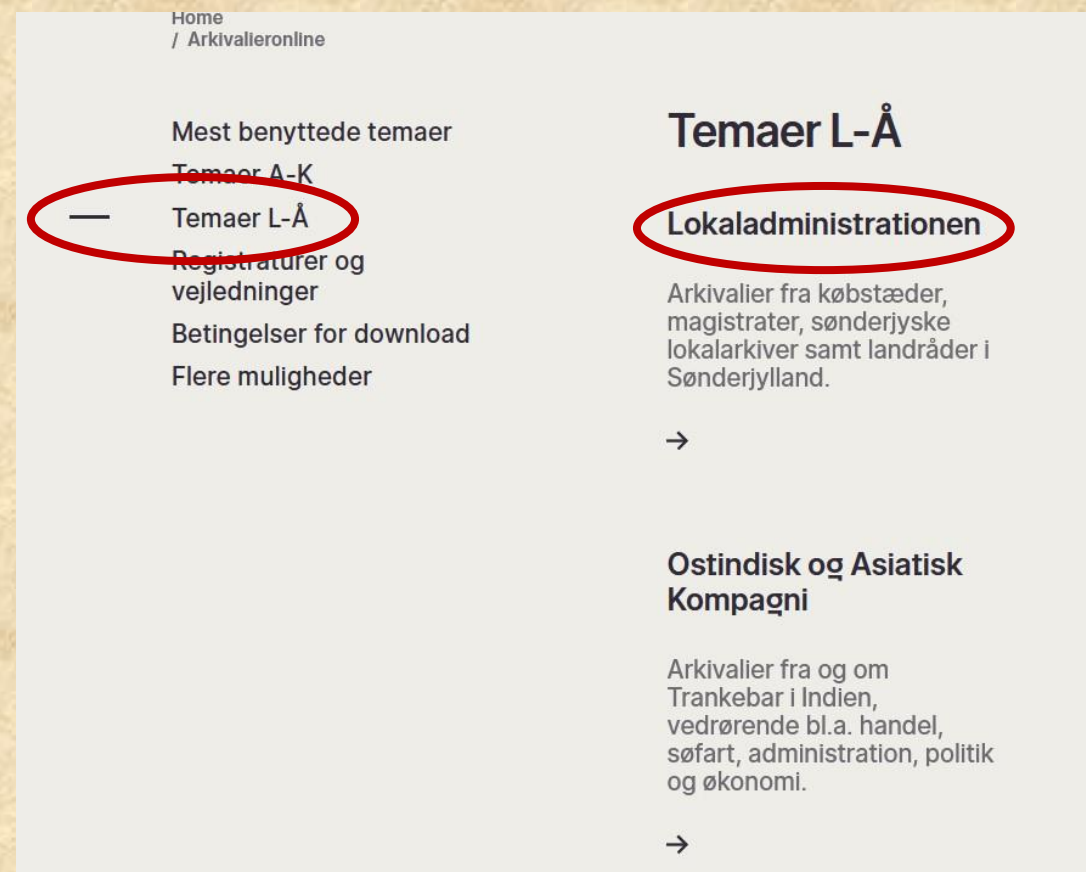 Home
/ Arkivalieronline
Mest benyttede temaer
Temaer A-K
Temaer L-Å
Registraturer og
vejledninger
Betingelser for download
Flere muligheder
Temaer L-Å
Lokaladministrationen
Arkivalier fra købstæder,
magistrater, sønderjyske
lokalarkiver samt landråder i
Sønderjylland.
→
Ostindisk og Asiatisk
Kompagni
Arkivalier fra og om
Trankebar i Indien,
vedrørende bl.a. handel,
søfart, administration, politik
og økonomi.
→